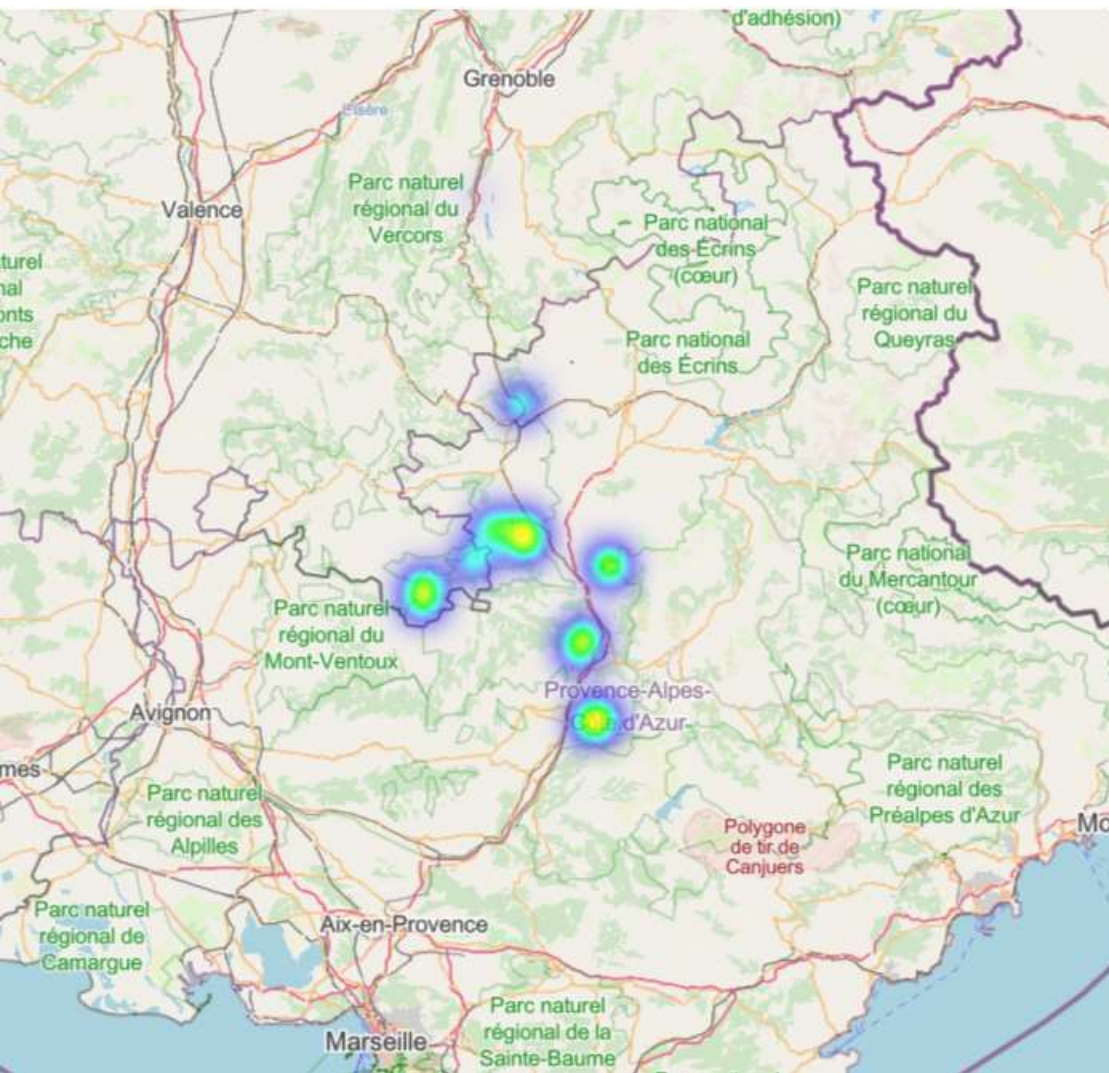 d'adhésion)
Grenoble
L'Isère
Parc naturel
régional du
Vercors
Valence
Parc national
des Écrins
(cœur)
turel
nal
onts
che
Parc naturel
régional du
Queyras
Parc national
des Écrins
Parc national
du Mercantour
(cœur)
Parc naturel
régional du
Mont-Ventoux
Provence-Alpes-
Côte d'Azur
Avignon
mes
Parc naturel
régional des
Alpilles
Parc naturel
régional des
Préalpes d'Azur
Polygone
de tir de
Canjuers
Mo
Parc naturel
régional de
Camargue
Aix-en-Provence
Parc naturel
régional de la
Sainte-Baume
Marseille